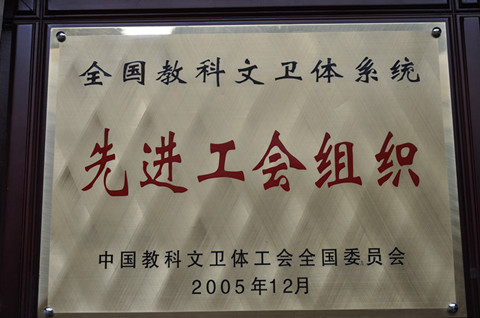 全国教科文卫体系统
先进工会组织
中国教科文卫体工会全国委员会
2005年12月